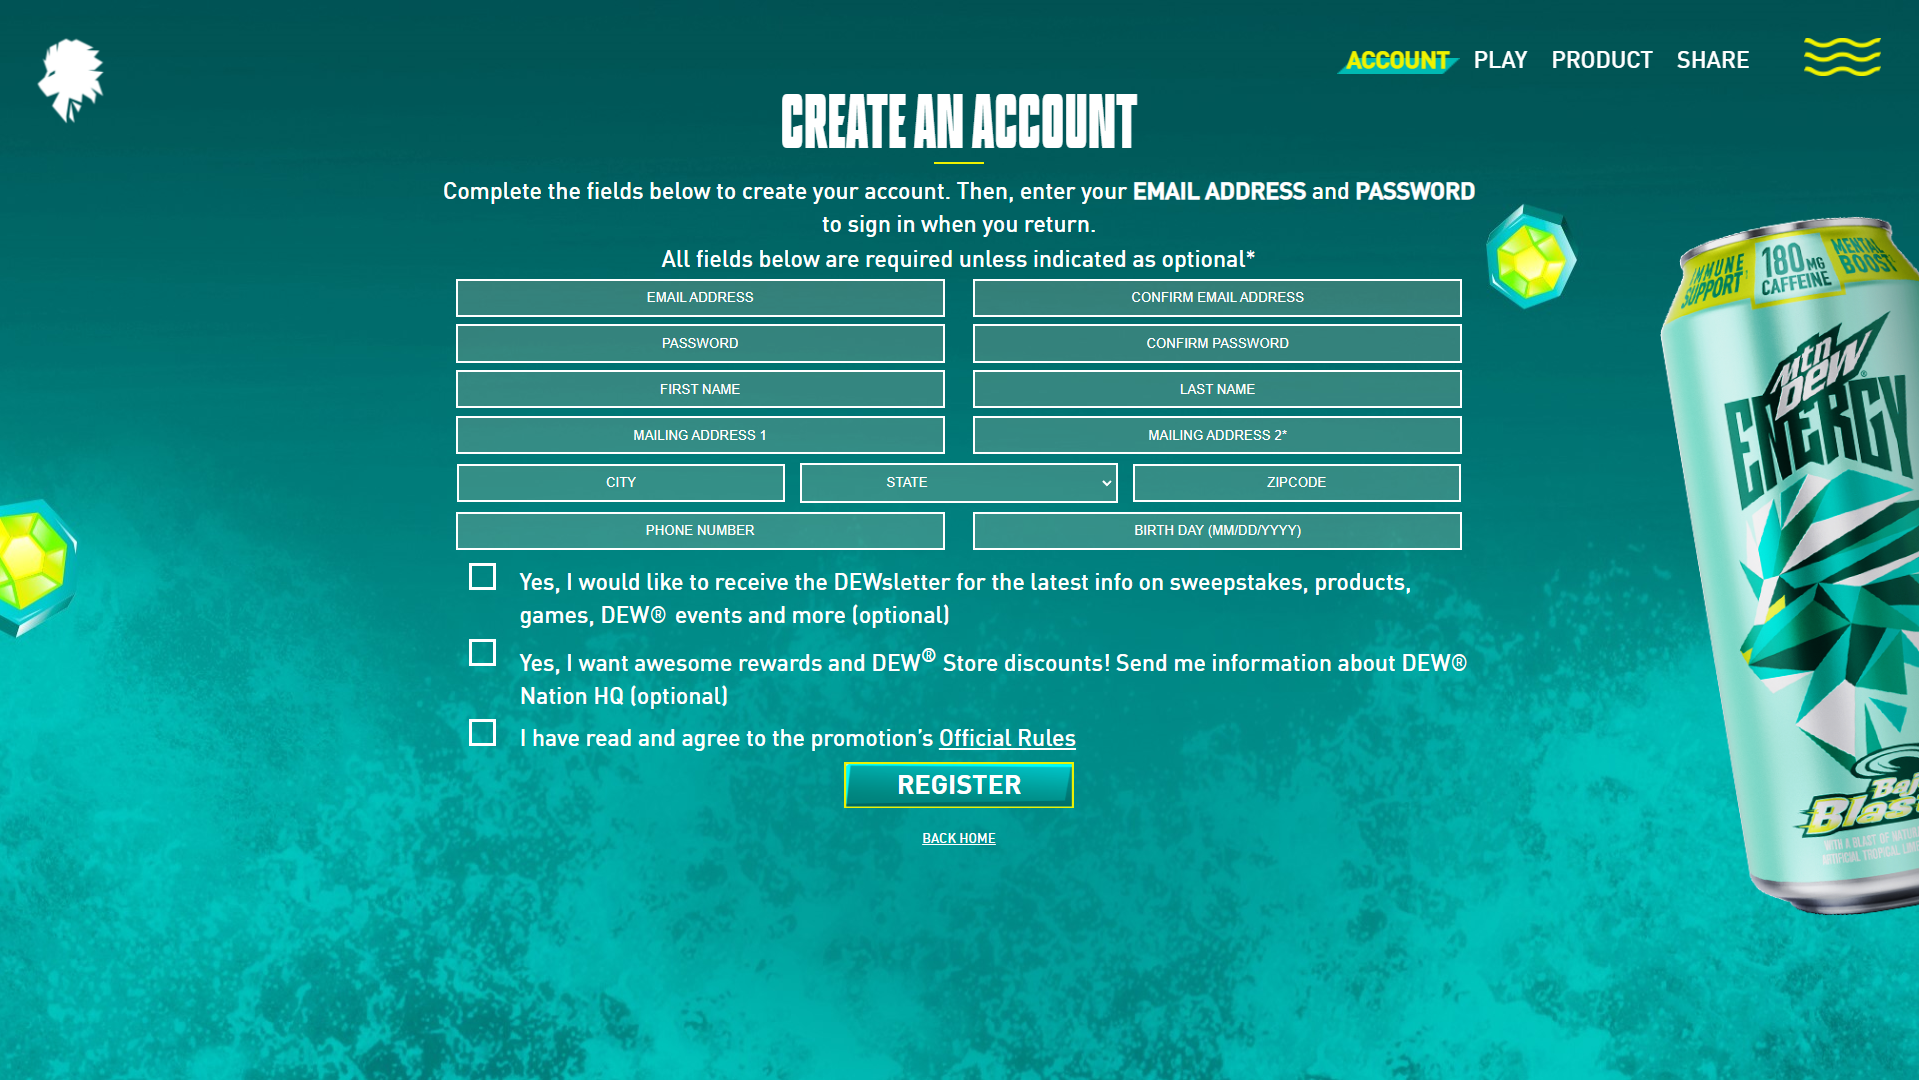 ACCOUNT PLAY PRODUCT SHARE
CREATE AN ACCOUNT
Complete the fields below to create your account. Then, enter your EMAIL ADDRESS and PASSWORD
to sign in when you return.
All fields below are required unless indicated as optional*
EMAIL ADDRESS CONFIRM EMAIL ADDRESS
PASSWORD CONFIRM PASSWORD
FIRST NAME LAST NAME
MAILING ADDRESS 1 MAILING ADDRESS 2*
CITY STATE ZIPCODE
PHONE NUMBER BIRTH DAY (MM/DD/YYYY)
Yes, I would like to receive the DEWsletter for the latest info on sweepstakes, products,
games, DEW® events and more (optional)
Yes, I want awesome rewards and DEW® Store discounts! Send me information about DEW®
Nation HQ (optional)
I have read and agree to the promotion’s Official Rules
REGISTER
BACK HOME
IMMUNE
SUPPORT
180 MG
CAFFEINE
MENTAL
BOOST
Mtn
DEW®
ENERGY
Baj
Blast
WITH A BLAST OF NATU
ARTIFICIAL TROPICAL LIM